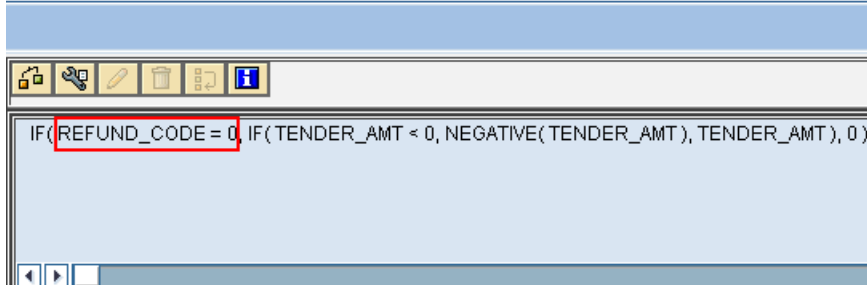 IF( REFUND_CODE = 0, IF( TENDER_AMT < 0, NEGATIVE( TENDER_AMT ), TENDER_AMT ), 0 )